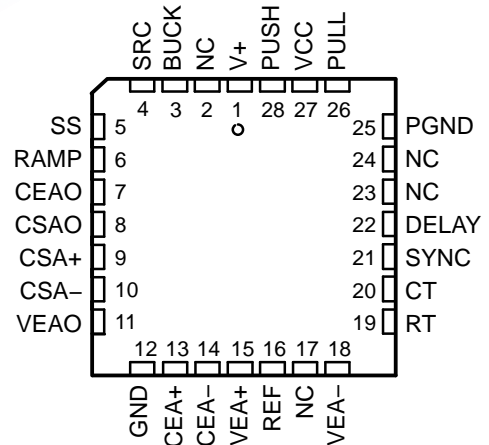 SRC BUCK NC V+ PUSH VCC PULL
4 3 2 1 28 27 26
SS 5 25 PGND
RAMP 6 24 NC
CEAO 7 23 NC
CSAO 8 22 DELAY
CSA+ 9 21 SYNC
CSA− 10 20 CT
VEAO 11 19 RT
12 13 14 15 16 17 18
GND CEA+ CEA− VEA+ REF NC VEA−